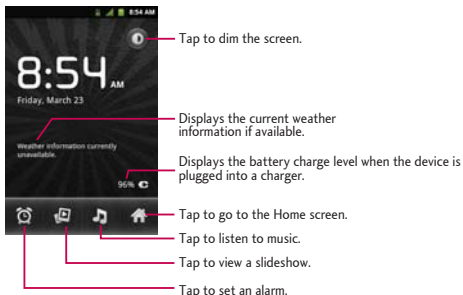 8:54 AM
Tap to dim the screen.
8:54 AM
Friday, March 23
Displays the current weather
information if available.
Weather information currently
unavailable.
Displays the battery charge level when the device is
plugged into a charger.
96%
Tap to go to the Home screen.
Tap to listen to music.
Tap to view a slideshow.
Tap to set an alarm.